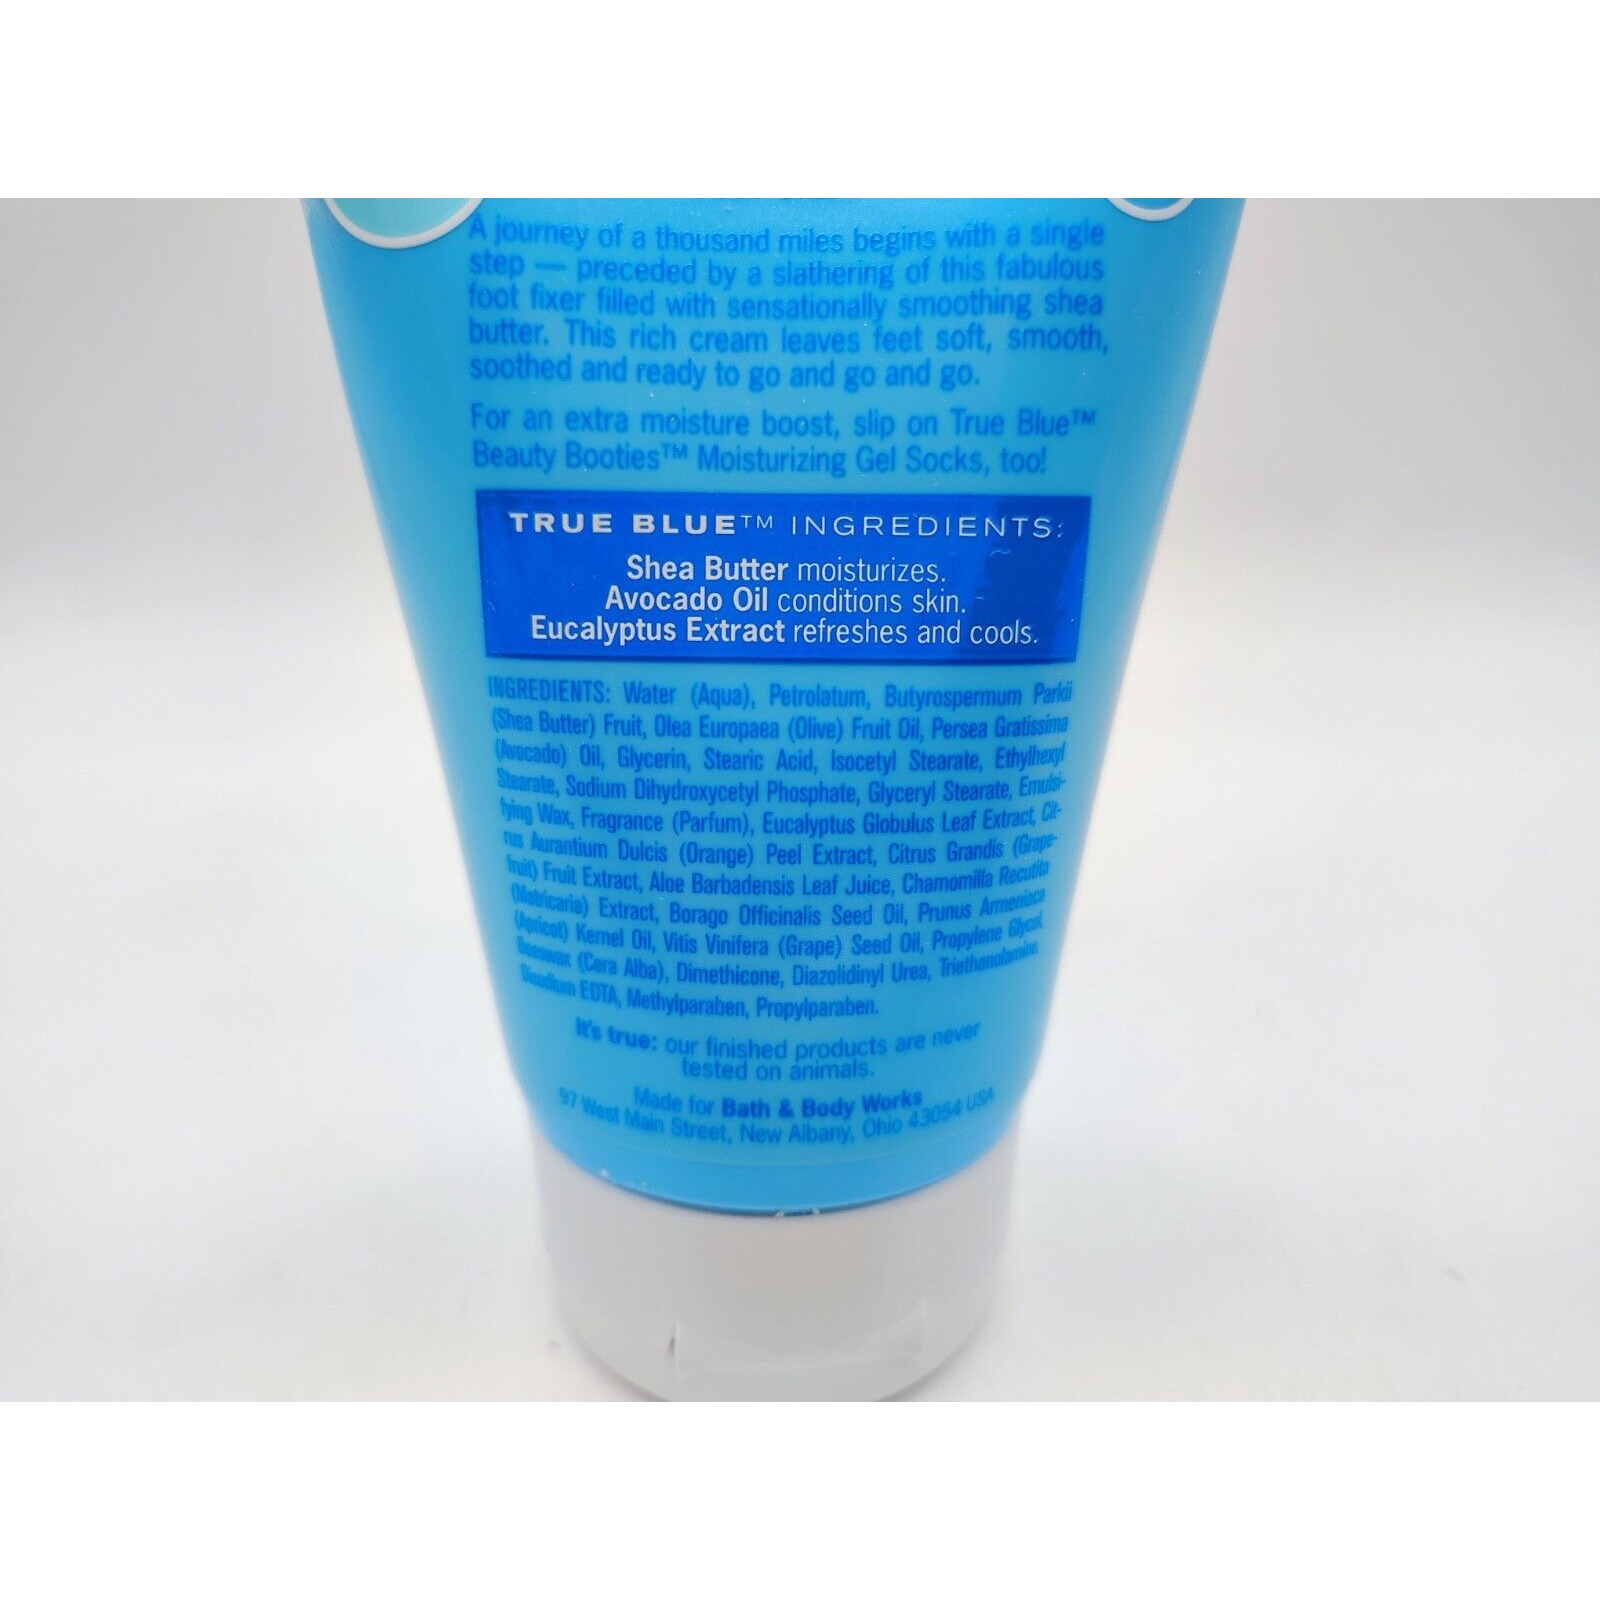 A journey of a thousand miles begins with a single
step — preceded by a slathering of this fabulous
foot fixer filled with sensationally smoothing shea
butter. This rich cream leaves feet soft, smooth,
soothed and ready to go and go and go.
For an extra moisture boost, slip on True Blue™
Beauty Booties™ Moisturizing Gel Socks, too!
TRUE BLUE™ INGREDIENTS:
Shea Butter moisturizes.
Avocado Oil conditions skin.
Eucalyptus Extract refreshes and cools.
INGREDIENTS: Water (Aqua), Petrolatum, Butyrospermum Parkii
(Shea Butter) Fruit, Olea Europaea (Olive) Fruit Oil, Persea Gratissima
(Avocado) Oil, Glycerin, Stearic Acid, Isocetyl Stearate, Ethylhexyl
Stearate, Sodium Dihydroxycetyl Phosphate, Glyceryl Stearate, Emulsi-
fying Wax, Fragrance (Parfum), Eucalyptus Globulus Leaf Extract, Cit-
rus Aurantium Dulcis (Orange) Peel Extract, Citrus Grandis (Grape-
fruit) Fruit Extract, Aloe Barbadensis Leaf Juice, Chamomilla Recutita
(Matricaria) Extract, Borago Officinalis Seed Oil, Prunus Armeniaca
(Apricot) Kernel Oil, Vitis Vinifera (Grape) Seed Oil, Propylene Glycol,
Beeswax (Cera Alba), Dimethicone, Diazolidinyl Urea, Triethanolamine,
Disodium EDTA, Methylparaben, Propylparaben.
It's true: our finished products are never
tested on animals.
Made for Bath & Body Works
97 West Main Street, New Albany, Ohio 43054 USA